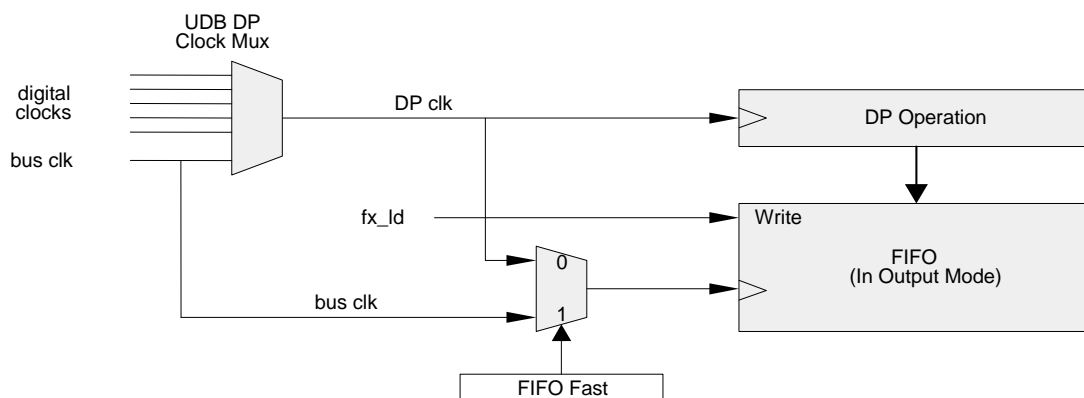 UDB DP
Clock Mux
digital
clocks
DP clk
DP Operation
bus clk
fx_ld
Write
0
FIFO
(In Output Mode)
bus clk
1
FIFO Fast